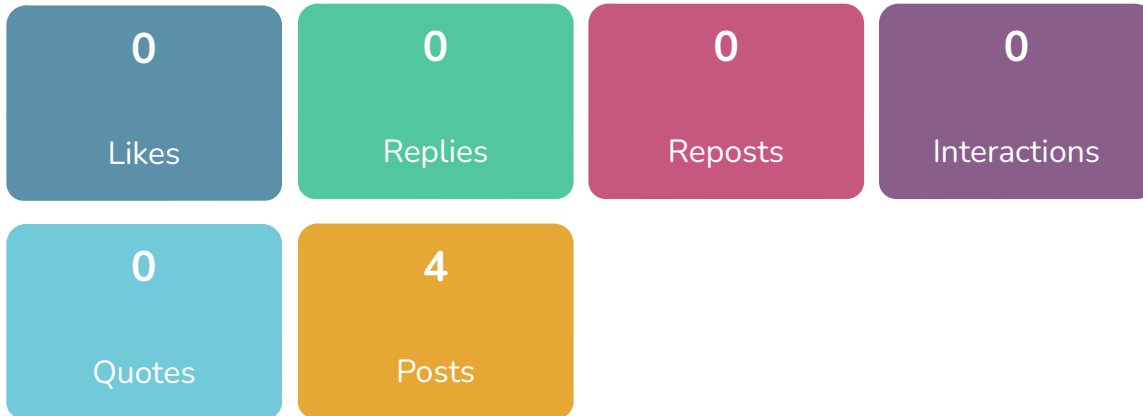 0
Likes
0
Replies
0
Reposts
0
Interactions
0
Quotes
4
Posts